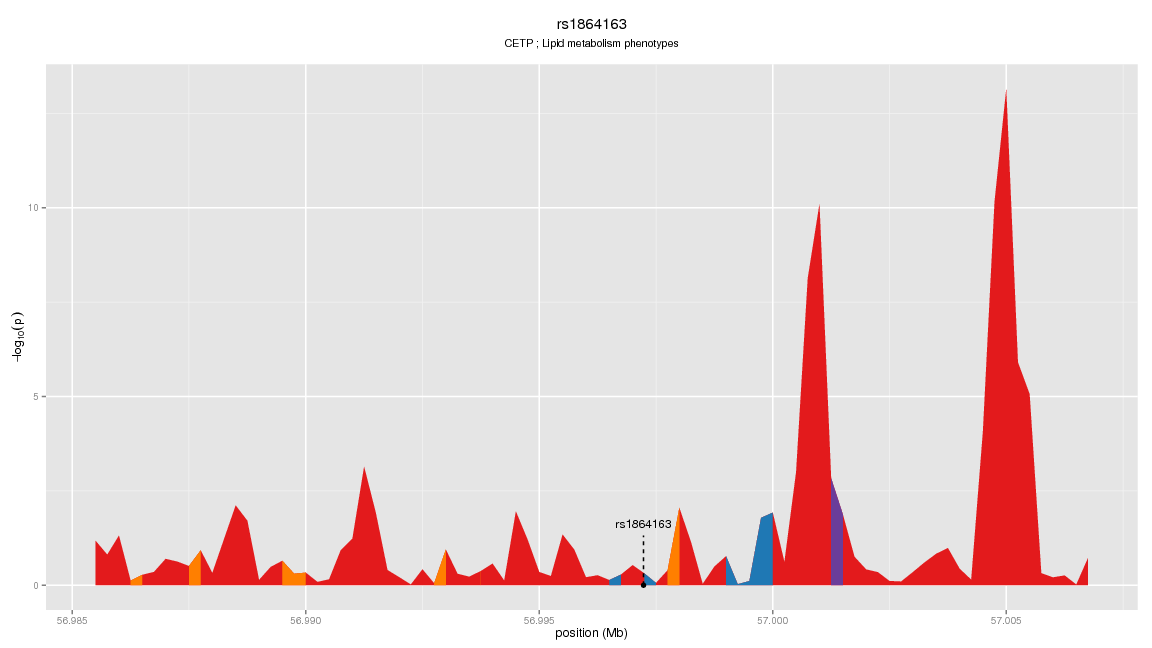 rs1864163
CETP ; Lipid metabolism phenotypes
−log10(p)
10
5
0
rs1864163
56.985 56.990 56.995 57.000 57.005
position (Mb)